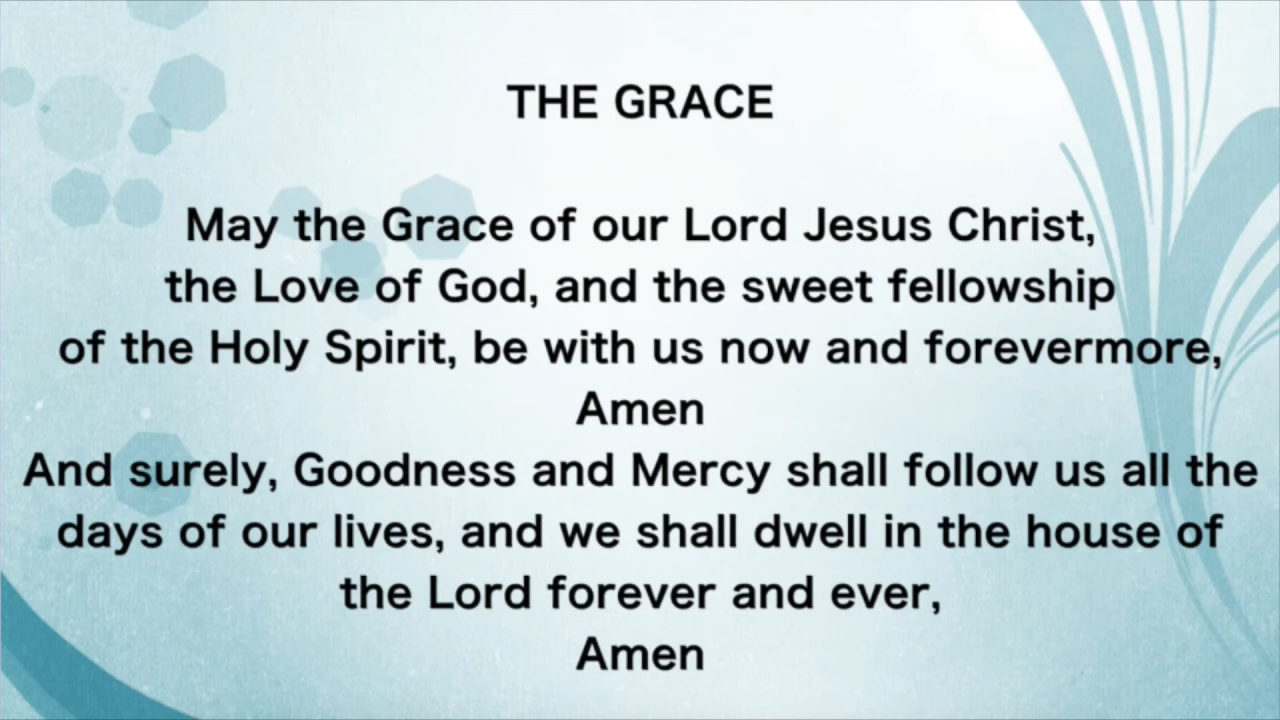 THE GRACE
May the Grace of our Lord Jesus Christ,
the Love of God, and the sweet fellowship
of the Holy Spirit, be with us now and forevermore,
Amen
And surely, Goodness and Mercy shall follow us all the
days of our lives, and we shall dwell in the house of
the Lord forever and ever,
Amen